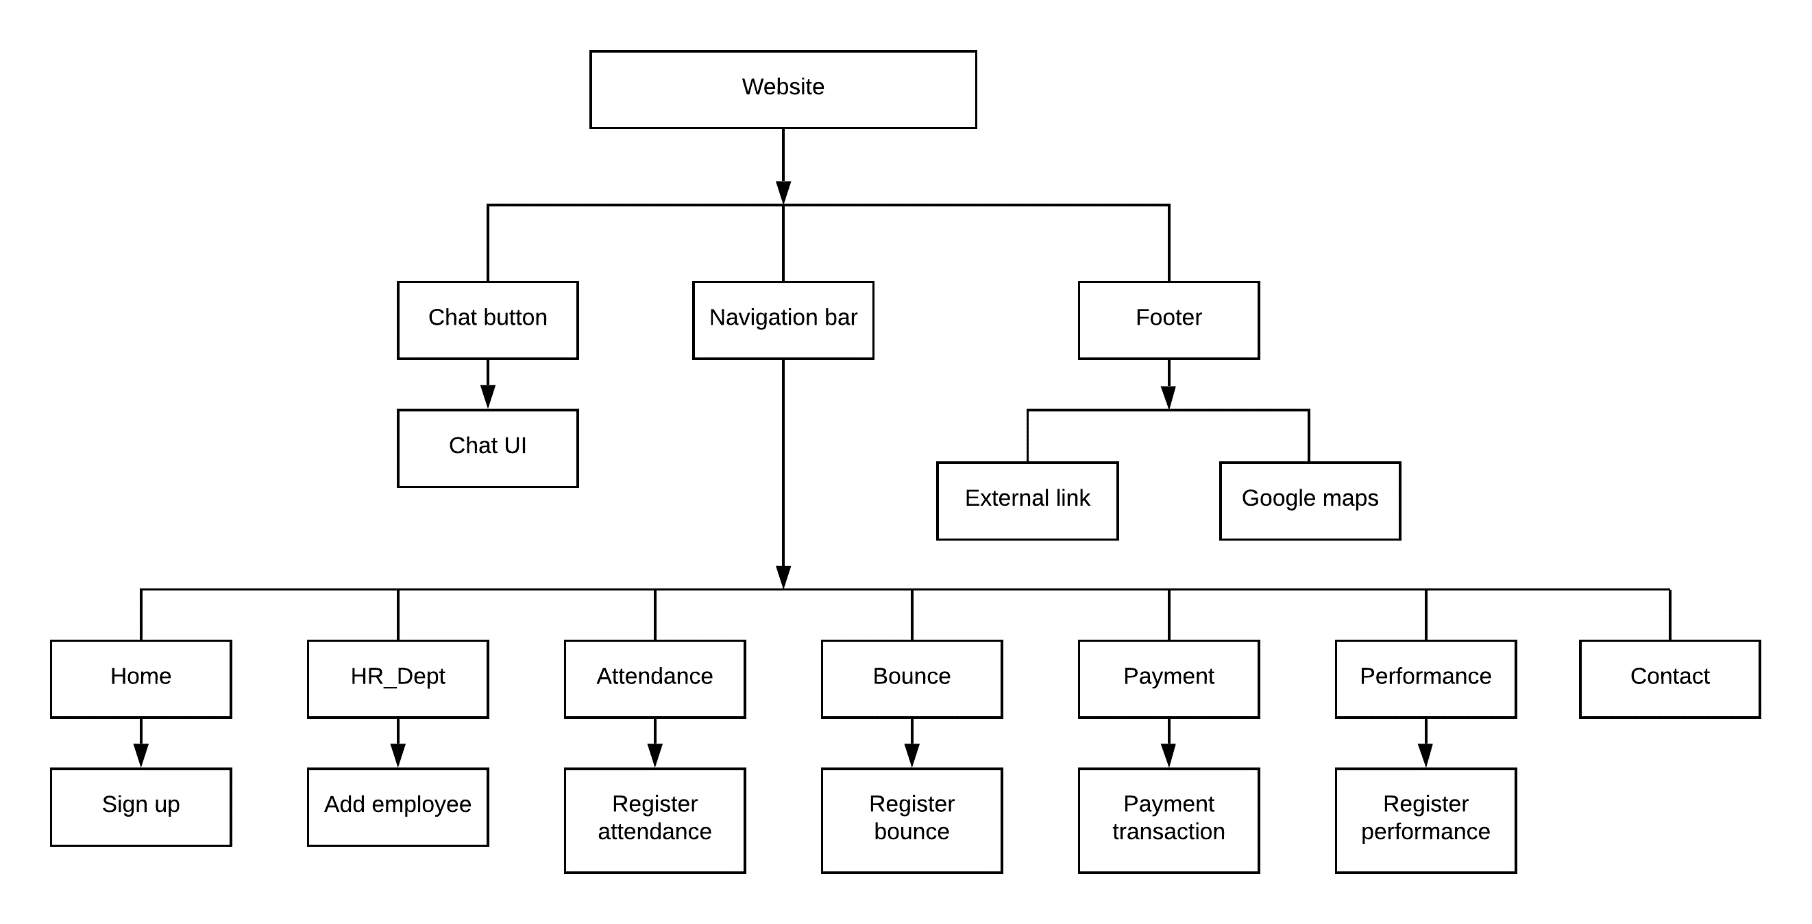 Website
Chat button
Navigation bar
Footer
Chat UI
External link
Google maps
Home
HR_Dept
Attendance
Bounce
Payment
Performance
Contact
Sign up
Add employee
Register
attendance
Register
bounce
Payment
transaction
Register
performance